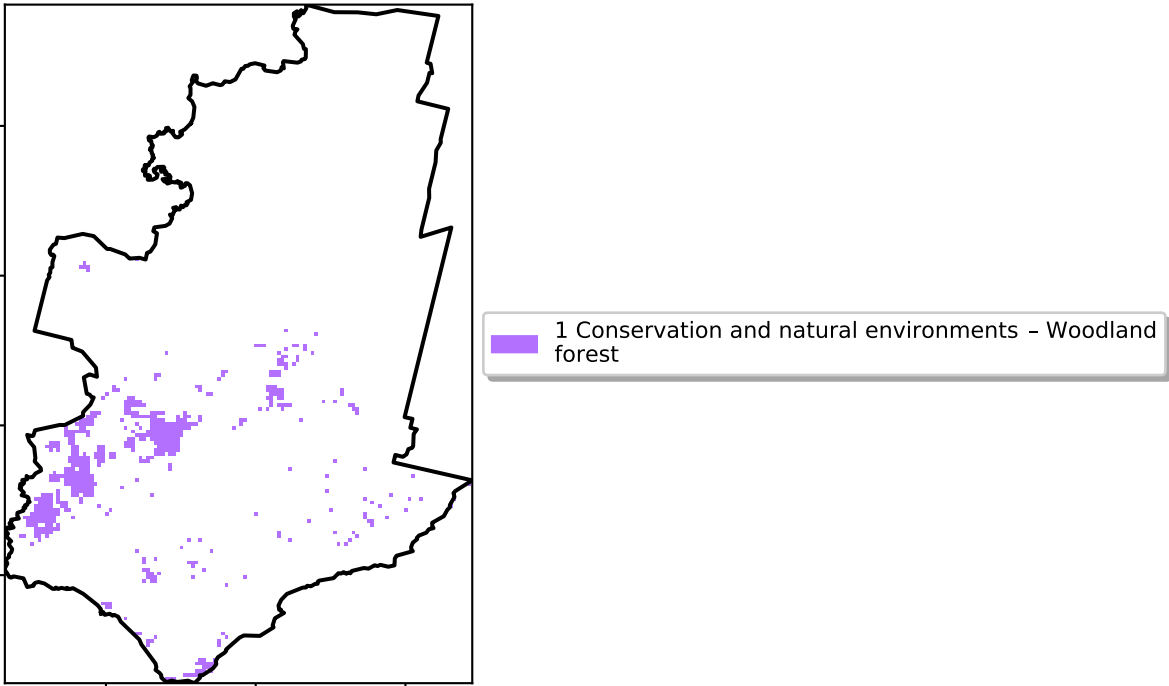 1 Conservation and natural environments – Woodland
forest